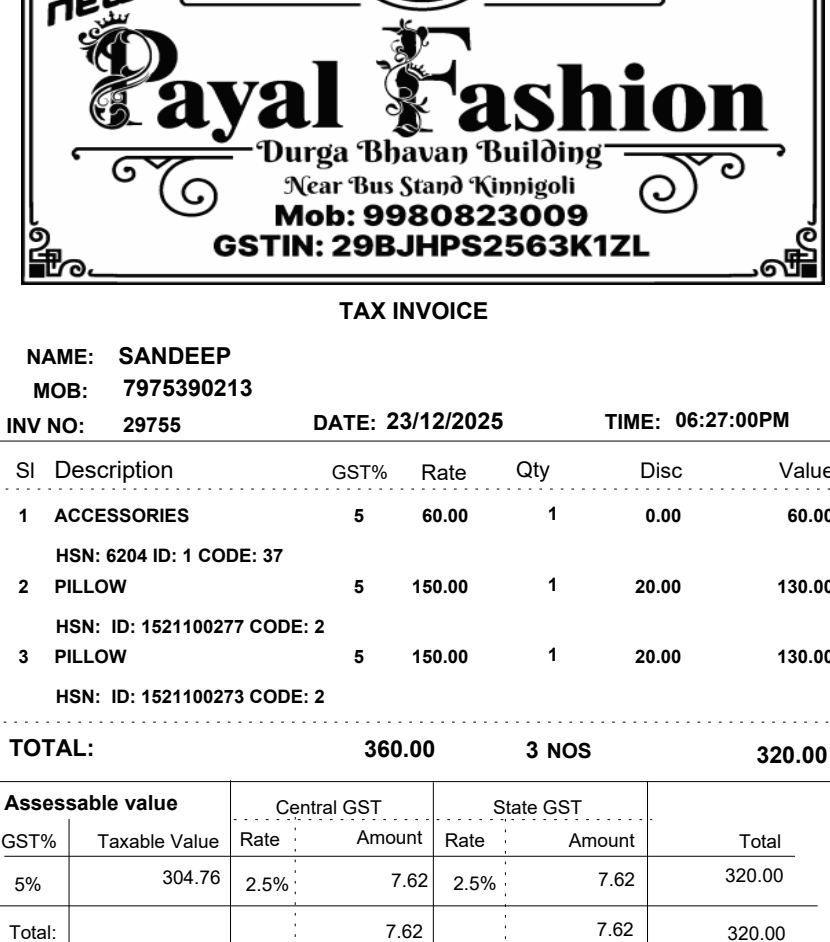 new
Payal Fashion
Durga Bhavan Building
Near Bus Stand Kinnigoli
Mob: 9980823009
GSTIN: 29BJHPS2563K1ZL
TAX INVOICE
NAME: SANDEEP
MOB: 7975390213
INV NO: 29755 DATE: 23/12/2025 TIME: 06:27:00PM
Sl Description GST% Rate Qty Disc Value
1 ACCESSORIES 5 60.00 1 0.00 60.00
HSN: 6204 ID: 1 CODE: 37
2 PILLOW 5 150.00 1 20.00 130.00
HSN: ID: 1521100277 CODE: 2
3 PILLOW 5 150.00 1 20.00 130.00
HSN: ID: 1521100273 CODE: 2
TOTAL: 360.00 3 NOS 320.00
Assessable value Central GST State GST
GST% Taxable Value Rate Amount Rate Amount Total
5% 304.76 2.5% 7.62 2.5% 7.62 320.00
Total: 7.62 7.62 320.00